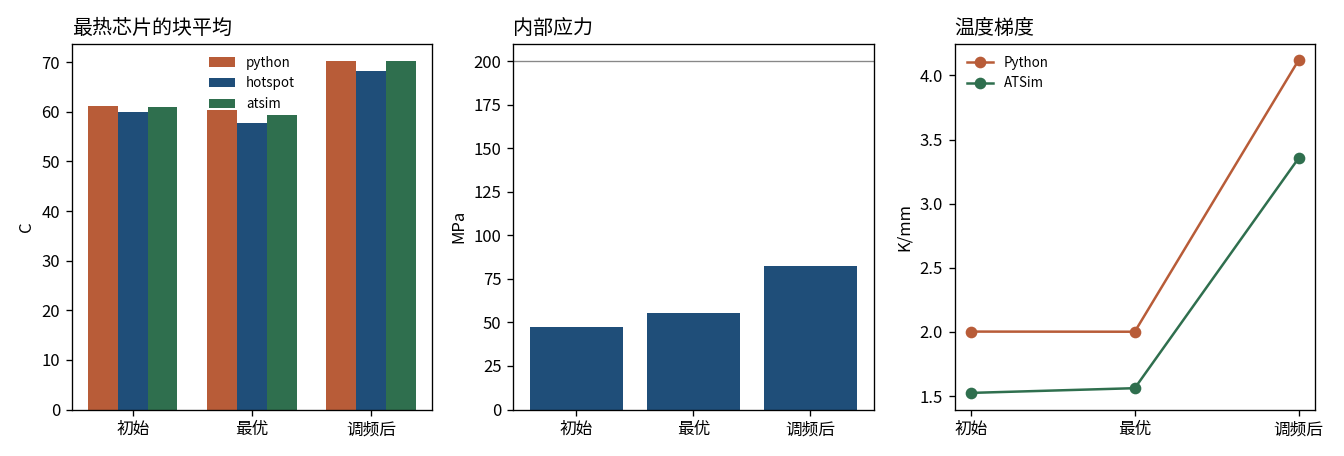 最热芯片的块平均
C
70
60
50
40
30
20
10
0
python
hotspot
atsim
初始
最优
调频后
内部应力
MPa
200
175
150
125
100
75
50
25
0
初始
最优
调频后
温度梯度
K/mm
4.0
3.5
3.0
2.5
2.0
1.5
Python
ATSim
初始
最优
调频后